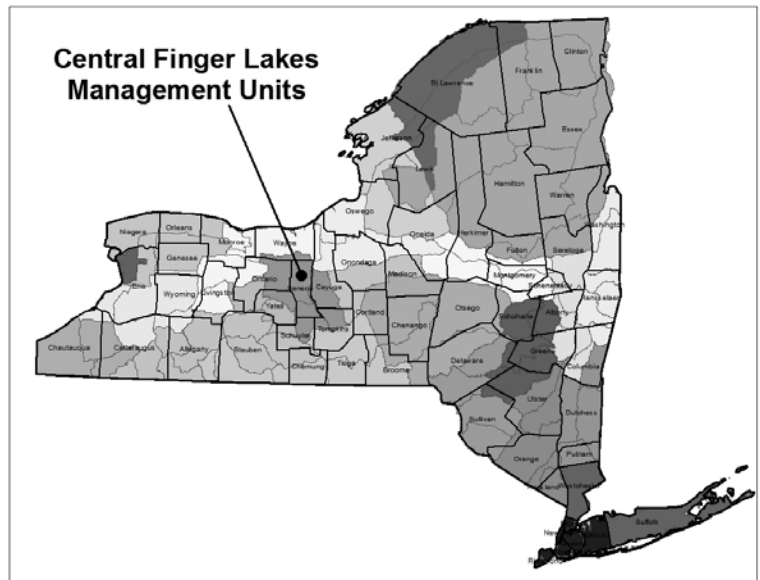 Central Finger Lakes
Management Units
Clinton
St Lawrence
Franklin
Essex
Jefferson
Lewis
Hamilton
Warren
Washington
Oswego
Oneida
Herkimer
Niagara
Orleans
Monroe
Wayne
Fulton
Saratoga
Genesee
Onondaga
Madison
Montgomery
Ontario
Seneca
Cayuga
Schenectady
Erie
Wyoming
Livingston
Yates
Cortland
Otsego
Schoharie
Albany
Rensselaer
Chenango
Tompkins
Schuyler
Chautauqua
Cattaraugus
Allegany
Steuben
Chemung
Tioga
Broome
Delaware
Greene
Columbia
Ulster
Sullivan
Dutchess
Orange
Putnam
Westchester
Suffolk